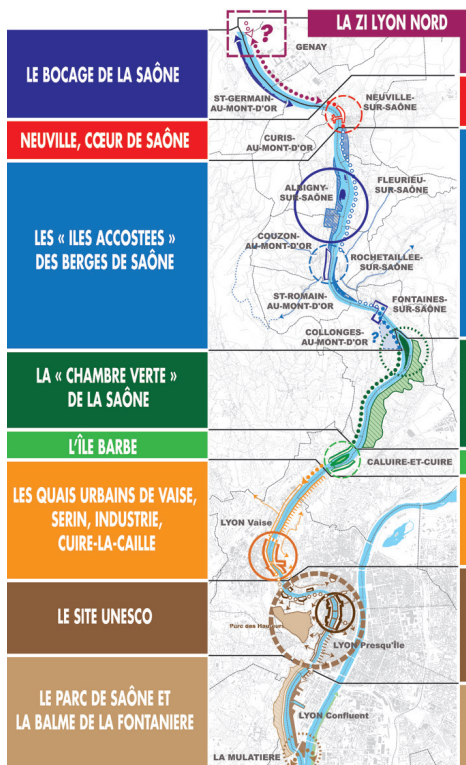 LA ZI LYON NORD
?
GENAY
LE BOCAGE DE LA SAÔNE
ST-GERMAIN-
AU-MONT-D'OR
NEUVILLE-
SUR-SAÔNE
NEUVILLE, CŒUR DE SAÔNE
CURIS-
AU-MONT-D'OR
FLEURIEU-
SUR-SAÔNE
ALBIGNY-
SUR-SAÔNE
LES « ILES ACCOSTEES »
DES BERGES DE SAÔNE
COUZON-
AU-MONT-D'OR
ROCHETAILLEE-
SUR-SAÔNE
ST-ROMAIN-
AU-MONT-D'OR
FONTAINES-
SUR-SAÔNE
COLLONGES-
AU-MONT-D'OR
?
LA « CHAMBRE VERTE »
DE LA SAÔNE
L'ÎLE BARBE
CALUIRE-ET-CUIRE
LES QUAIS URBAINS DE VAISE,
SERIN, INDUSTRIE,
CUIRE-LA-CAILLE
LYON Vaise
LE SITE UNESCO
Parc des Hauteurs
LYON Presqu'Île
LE PARC DE SAÔNE ET
LA BALME DE LA FONTANIERE
LYON Confluent
LA MULATIERE